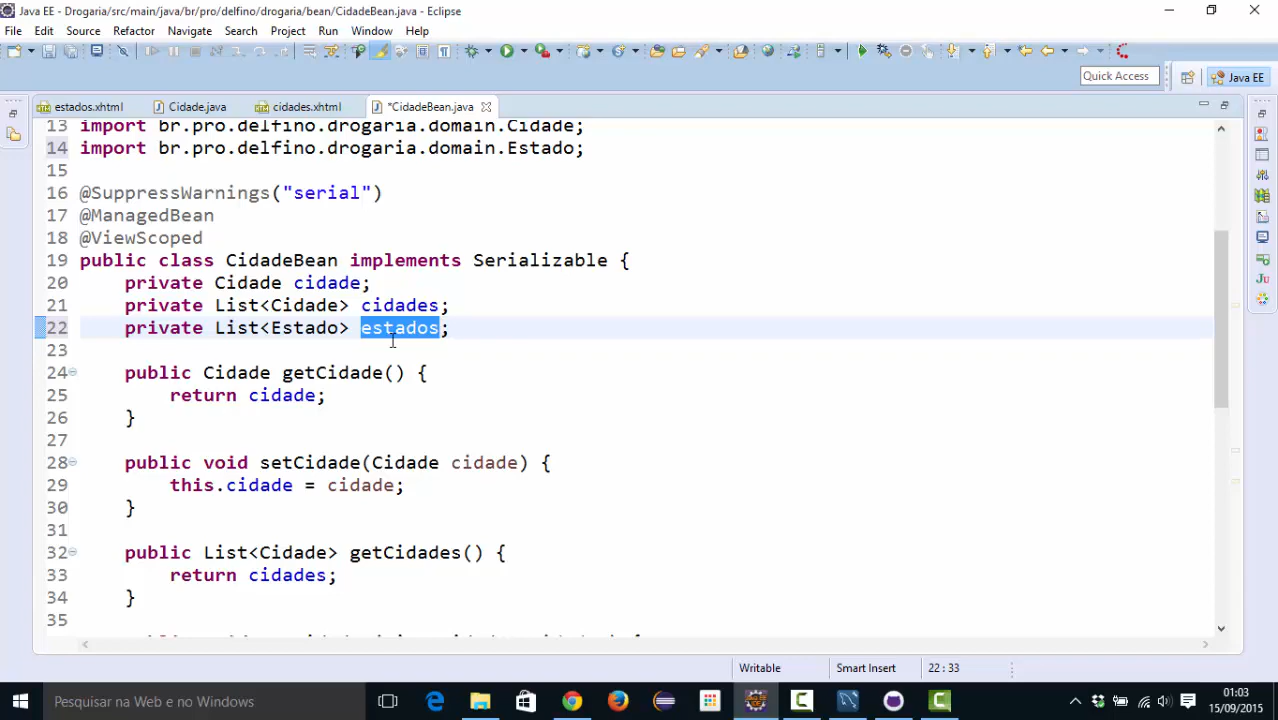 Java EE - Drogaria/src/main/java/br/pro/delfino/drogaria/bean/CidadeBean.java - Eclipse
File Edit Source Refactor Navigate Search Project Run Window Help
Quick Access
Java EE
estados.xhtml Cidade.java cidades.xhtml *CidadeBean.java
13 import br.pro.delfino.drogaria.domain.Cidade;
14 import br.pro.delfino.drogaria.domain.Estado;
15
16 @SuppressWarnings("serial")
17 @ManagedBean
18 @ViewScoped
19 public class CidadeBean implements Serializable {
20 private Cidade cidade;
21 private List<Cidade> cidades;
22 private List<Estado> estados;
23
24 public Cidade getCidade() {
25 return cidade;
26 }
27
28 public void setCidade(Cidade cidade) {
29 this.cidade = cidade;
30 }
31
32 public List<Cidade> getCidades() {
33 return cidades;
34 }
35
Writable Smart Insert 22 : 33
Pesquisar na Web e no Windows
01:03
15/09/2015